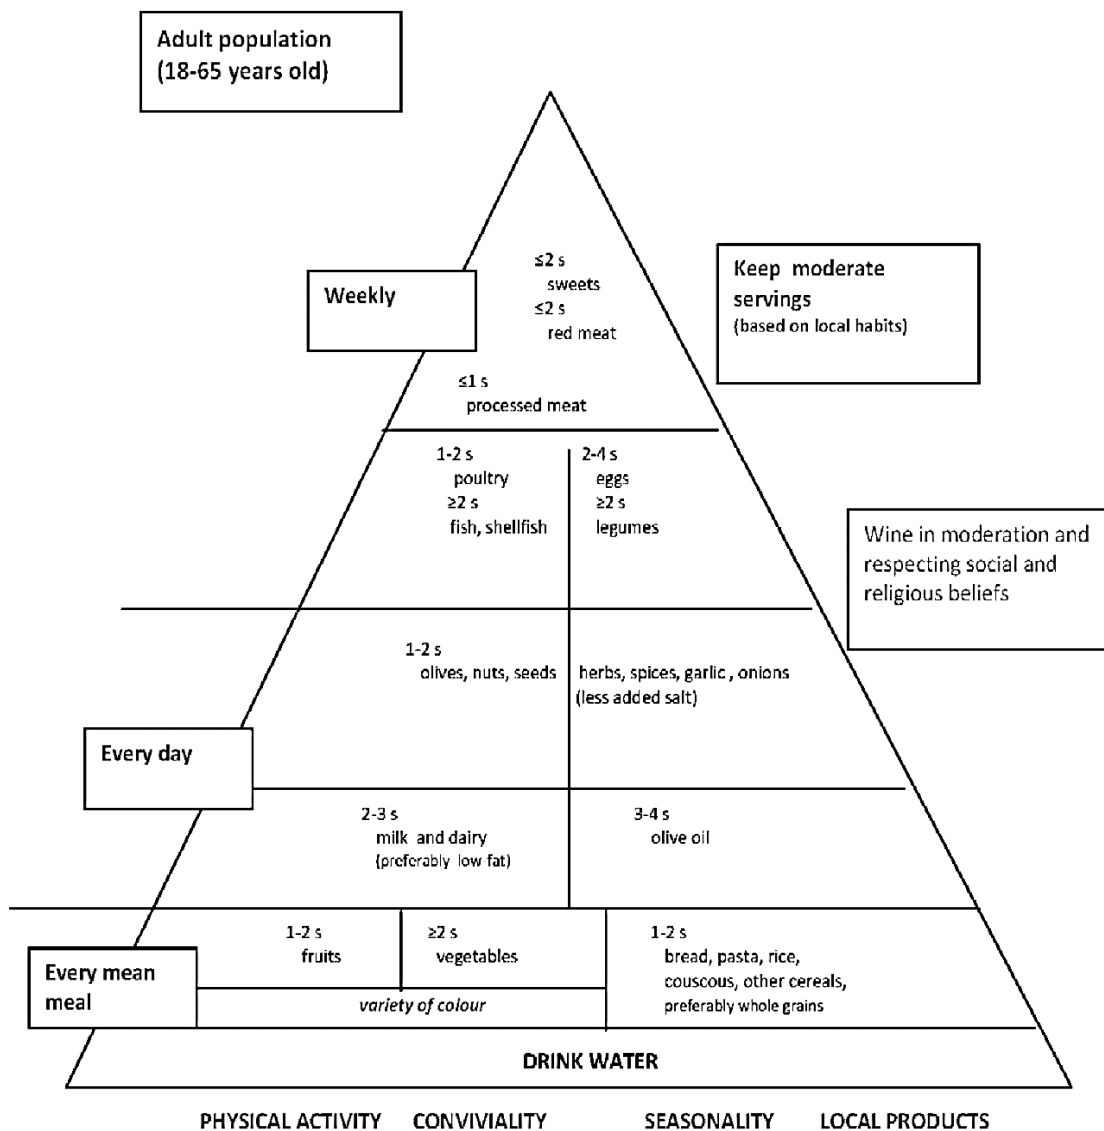 Adult population
(18-65 years old)
≤2 s
sweets
≤2 s
red meat
Weekly
Keep moderate
servings
(based on local habits)
≤1 s
processed meat
1-2 s
poultry
≥2 s
fish, shellfish
2-4 s
eggs
≥2 s
legumes
Wine in moderation and
respecting social and
religious beliefs
1-2 s
olives, nuts, seeds
herbs, spices, garlic , onions
(less added salt)
Every day
2-3 s
milk and dairy
(preferably low fat)
3-4 s
olive oil
Every mean
meal
1-2 s
fruits
≥2 s
vegetables
variety of colour
1-2 s
bread, pasta, rice,
couscous, other cereals,
preferably whole grains
DRINK WATER
PHYSICAL ACTIVITY CONVIVIALITY SEASONALITY LOCAL PRODUCTS